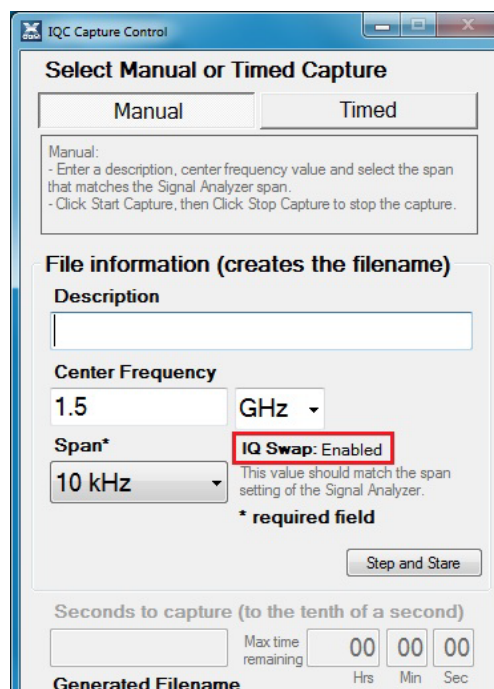 IQC Capture Control
Select Manual or Timed Capture
Manual
Timed
Manual:
- Enter a description, center frequency value and select the span
that matches the Signal Analyzer span.
- Click Start Capture, then Click Stop Capture to stop the capture.
File information (creates the filename)
Description
Center Frequency
1.5
GHz
Span*
IQ Swap: Enabled
10 kHz
This value should match the span
setting of the Signal Analyzer.
* required field
Step and Stare
Seconds to capture (to the tenth of a second)
Max time
remaining
00 00 00
Hrs Min Sec
Generated Filename